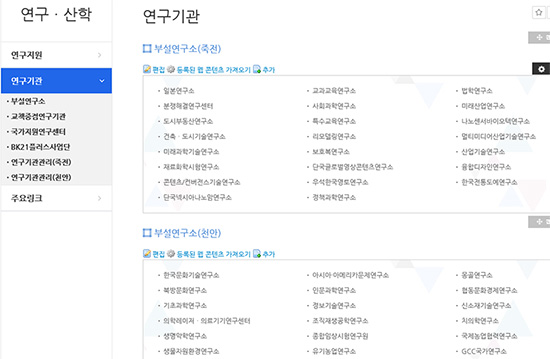 연구 · 산학
연구지원
연구기관
부설연구소
교책중점연구기관
국가지원연구센터
BK21플러스사업단
연구기관관리(죽전)
연구기관관리(천안)
주요링크
연구기관
부설연구소(죽전)
편집 등록된 웹 콘텐츠 가져오기 추가
일본연구소 교과교육연구소 법학연구소
분쟁해결연구센터 사회과학연구소 미래산업연구소
도시부동산연구소 특수교육연구소 나노센서바이오텍연구소
건축 · 도시기술연구소 리모델링연구소 멀티미디어산업기술연구소
미래과학기술연구소 보호복연구소 산업기술연구소
재료화학시험연구소 단국글로벌영상콘텐츠연구소 융합디자인연구소
콘텐츠/컨버전스기술연구소 우석한국영토연구소 한국전통도예연구소
단국넥시아나노암연구소 정책과학연구소
부설연구소(천안)
편집 등록된 웹 콘텐츠 가져오기 추가
한국문화기술연구소 아시아·아메리카문제연구소 몽골연구소
북방문화연구소 인문과학연구소 협동문화경제연구소
기초과학연구소 정보기술연구소 신소재기술연구소
의학레이저 · 의료기기연구센터 조직재생공학연구소 치의학연구소
생명약학연구소 종합임상시험연구원 국제농업협력연구소
생물자원환경연구소 유기농업연구소 GCC국가연구소